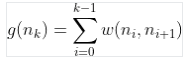 g(n_k) = \sum_{i=0}^{k-1} w(n_i, n_{i+1})